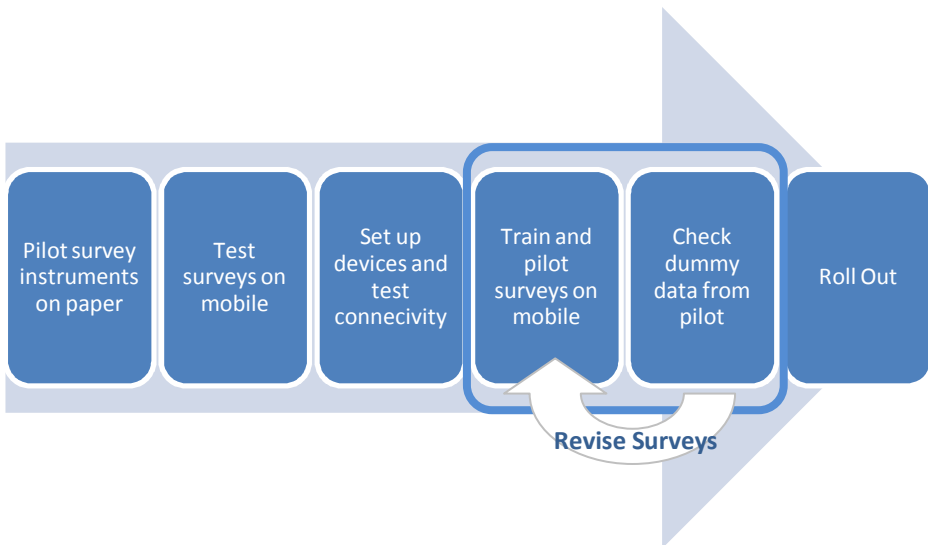 Pilot survey
instruments
on paper
Test
surveys on
mobile
Set up
devices and
test
connecivity
Train and
pilot
surveys on
mobile
Check
dummy
data from
pilot
Roll Out
Revise Surveys